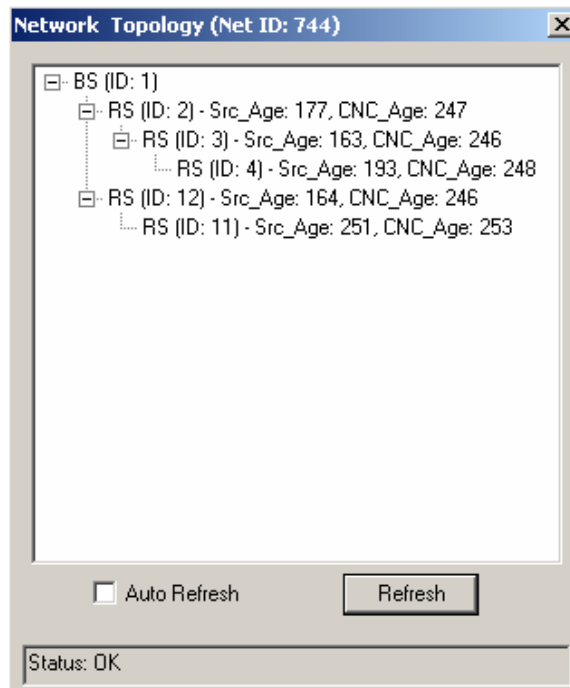 Network Topology (Net ID: 744)
BS (ID: 1)
RS (ID: 2) - Src_Age: 177, CNC_Age: 247
RS (ID: 3) - Src_Age: 163, CNC_Age: 246
RS (ID: 4) - Src_Age: 193, CNC_Age: 248
RS (ID: 12) - Src_Age: 164, CNC_Age: 246
RS (ID: 11) - Src_Age: 251, CNC_Age: 253
Auto Refresh
Refresh
Status: OK